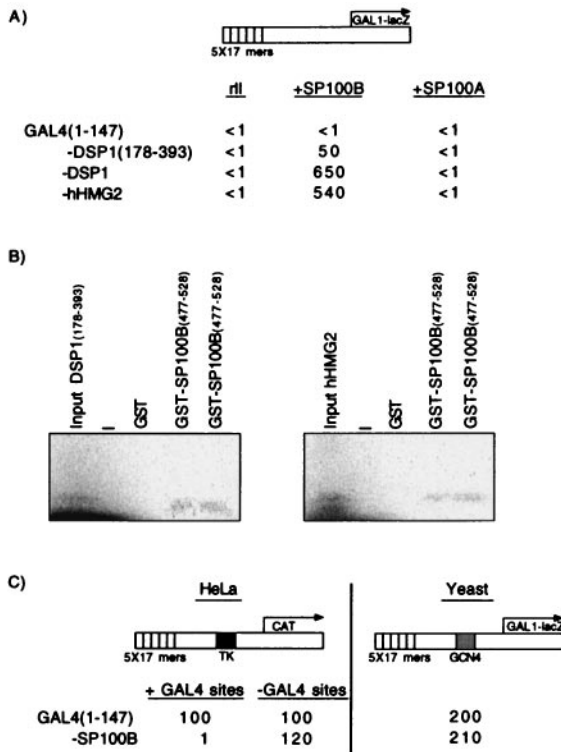 A)
GAL1-lacZ
5X17 mers
rII +SP100B +SP100A
GAL4(1-147) <1 <1 <1
-DSP1(178-393) <1 50 <1
-DSP1 <1 650 <1
-hHMG2 <1 540 <1
B)
Input DSP1(178-393)
GST
GST-SP100B(477-528)
GST-SP100B(477-528)
Input hHMG2
GST
GST-SP100B(477-528)
GST-SP100B(477-528)
C)
HeLa Yeast
CAT GAL1-lacZ
5X17 mers TK 5X17 mers GCN4
+ GAL4 sites -GAL4 sites
GAL4(1-147) 100 100 200
-SP100B 1 120 210